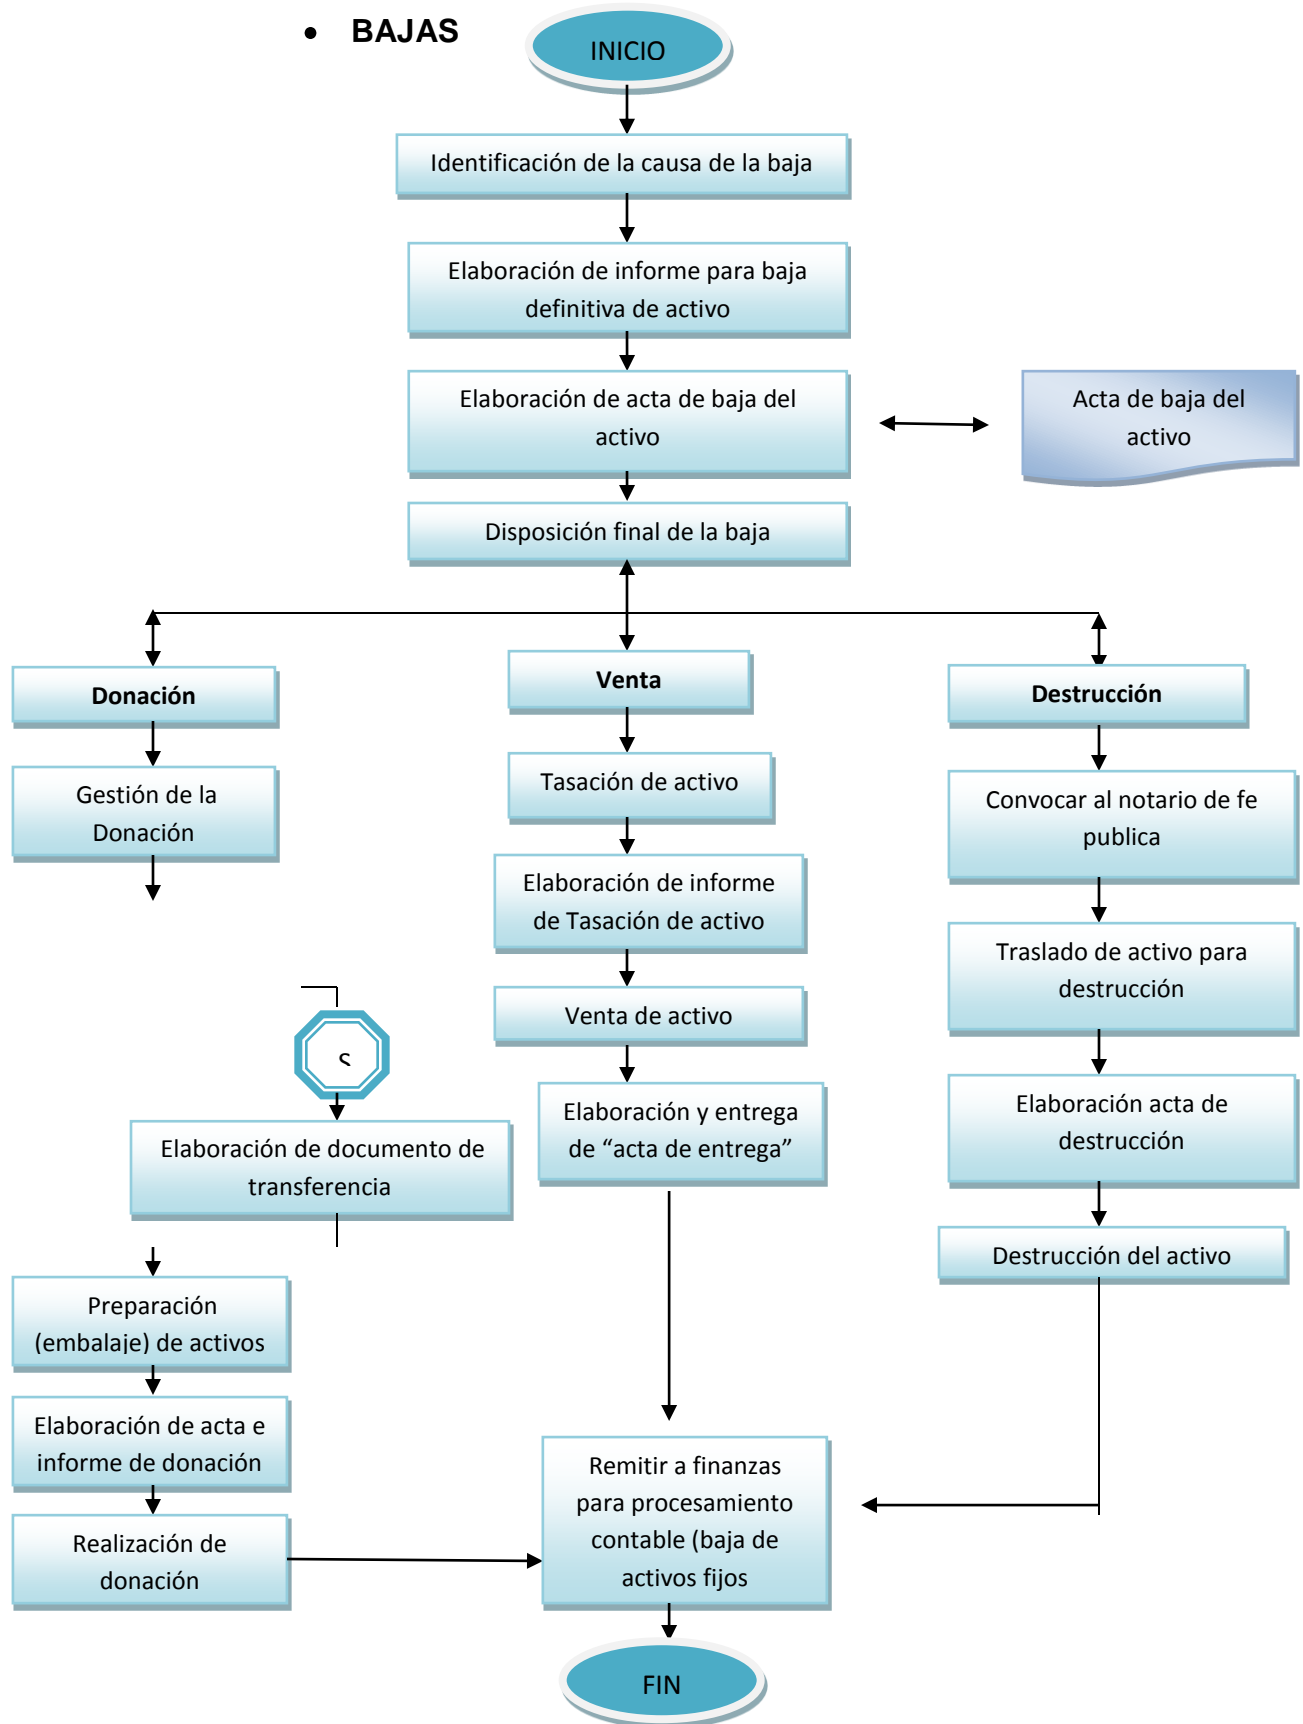 • BAJAS
INICIO
Identificación de la causa de la baja
Elaboración de informe para baja
definitiva de activo
Elaboración de acta de baja del
activo
Acta de baja del
activo
Disposición final de la baja
Donación
Venta
Destrucción
Gestión de la
Donación
Tasación de activo
Convocar al notario de fe
publica
Elaboración de informe
de Tasación de activo
Traslado de activo para
destrucción
Venta de activo
Elaboración y entrega
de “acta de entrega”
Elaboración acta de
destrucción
Elaboración de documento de
transferencia
Destrucción del activo
Preparación
(embalaje) de activos
Elaboración de acta e
informe de donación
Realización de
donación
Remitir a finanzas
para procesamiento
contable (baja de
activos fijos
FIN